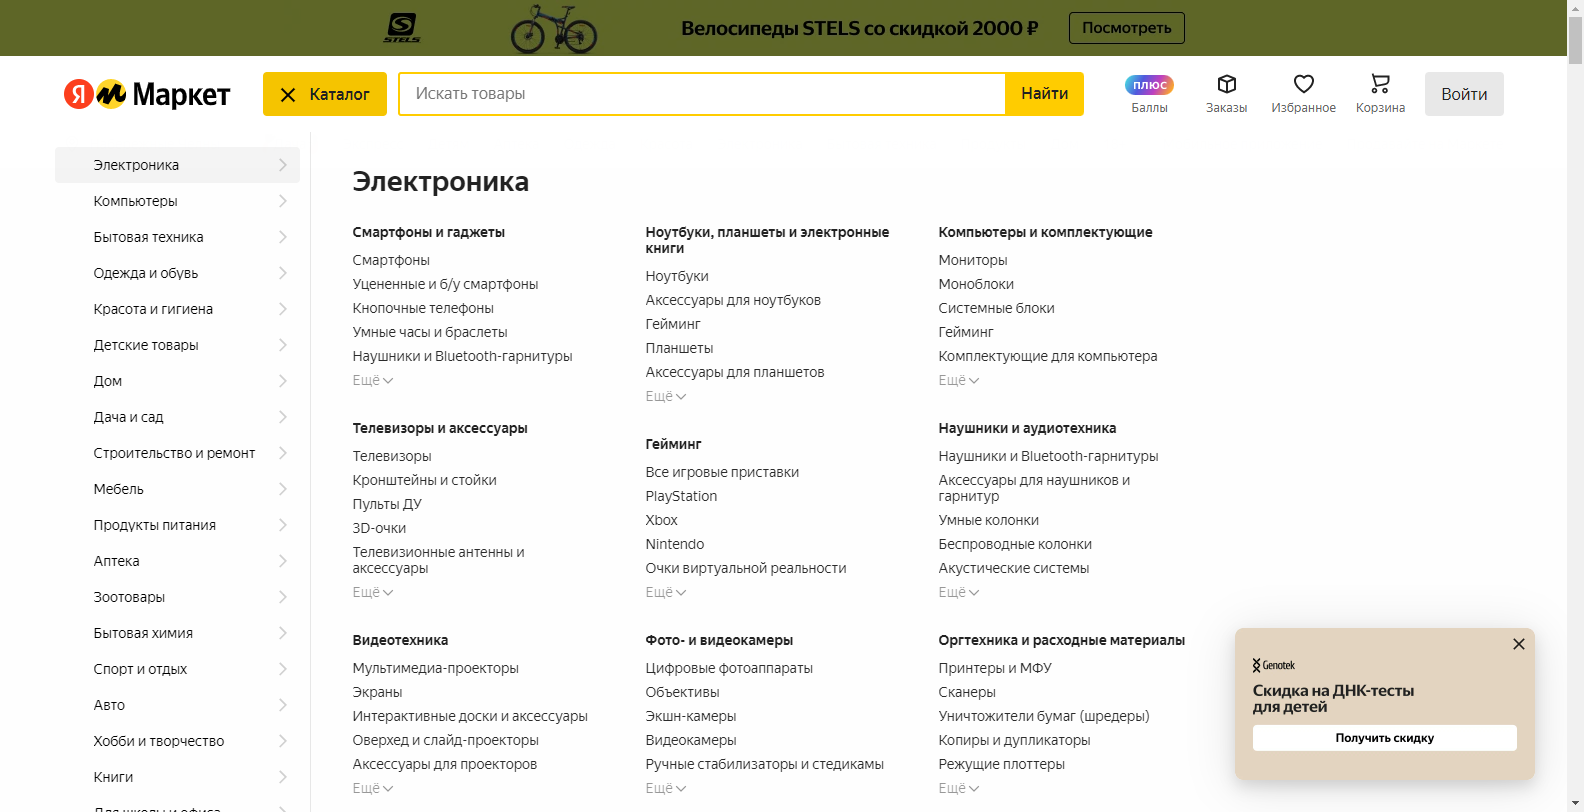 STELS
Велосипеды STELS со скидкой 2000 ₽
Посмотреть
Я М Маркет
Каталог
Искать товары
Найти
ПЛЮС
Баллы
Заказы
Избранное
Корзина
Войти
Электроника
Компьютеры
Бытовая техника
Одежда и обувь
Красота и гигиена
Детские товары
Дом
Дача и сад
Строительство и ремонт
Мебель
Продукты питания
Аптека
Зоотовары
Бытовая химия
Спорт и отдых
Авто
Хобби и творчество
Книги
Для школы и офиса
Электроника
Смартфоны и гаджеты
Смартфоны
Уцененные и б/у смартфоны
Кнопочные телефоны
Умные часы и браслеты
Наушники и Bluetooth-гарнитуры
Ещё
Ноутбуки, планшеты и электронные
книги
Ноутбуки
Аксессуары для ноутбуков
Гейминг
Планшеты
Аксессуары для планшетов
Ещё
Компьютеры и комплектующие
Мониторы
Моноблоки
Системные блоки
Гейминг
Комплектующие для компьютера
Ещё
Телевизоры и аксессуары
Телевизоры
Кронштейны и стойки
Пульты ДУ
3D-очки
Телевизионные антенны и
аксессуары
Ещё
Гейминг
Все игровые приставки
PlayStation
Xbox
Nintendo
Очки виртуальной реальности
Ещё
Наушники и аудиотехника
Наушники и Bluetooth-гарнитуры
Аксессуары для наушников и
гарнитур
Умные колонки
Беспроводные колонки
Акустические системы
Ещё
Видеотехника
Мультимедиа-проекторы
Экраны
Интерактивные доски и аксессуары
Оверхед и слайд-проекторы
Аксессуары для проекторов
Ещё
Фото- и видеокамеры
Цифровые фотоаппараты
Объективы
Экшн-камеры
Видеокамеры
Ручные стабилизаторы и стедикамы
Ещё
Оргтехника и расходные материалы
Принтеры и МФУ
Сканеры
Уничтожители бумаг (шредеры)
Копиры и дупликаторы
Режущие плоттеры
Ещё
Genotek
Скидка на ДНК-тесты
для детей
Получить скидку